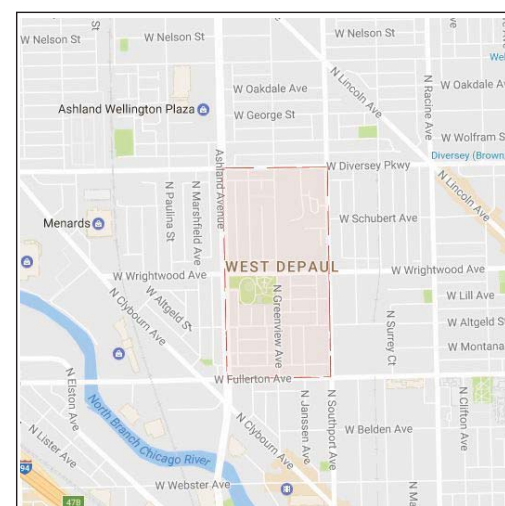 St
W Nelson St
W Nelson St
W Nelson St
N Lincoln Ave
W Oakdale Ave
W Oakdale A
Ashland Wellington Plaza
W George St
N Racine Ave
W Wolfram S
Diversey (Brown
W Diversey Pkwy
Ashland Avenue
N Lincoln Ave
N Paulina St
N Marshfield Ave
W Schubert Ave
Menards
WEST DEPAUL
W Wrightwood Ave
W Wrightwood Ave
N Clybourn Ave
W Altgeld St
N Greenview Ave
W Lill Ave
N Surrey Ct
W Altgeld S
W Montana
W Fullerton Ave
N Elston Ave
North Branch Chicago River
N Janssen Ave
N Southport Ave
N Clifton Ave
N Clybourn Ave
W Belden Ave
N Lister Ave
94
W Webster Ave
N Ma
47B